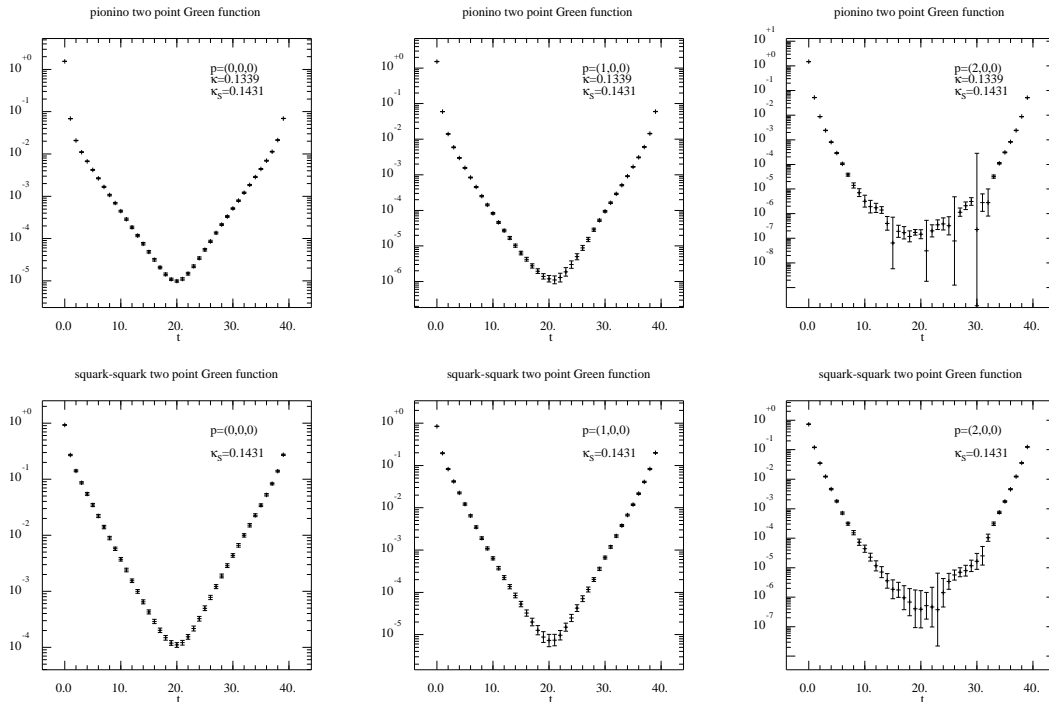 pionino two point Green function
p=(0,0,0)
κ=0.1339
κs=0.1431
10^0
10^-1
10^-2
10^-3
10^-4
10^-5
0.0 10. 20. 30. 40.
t
pionino two point Green function
p=(1,0,0)
κ=0.1339
κs=0.1431
10^0
10^-1
10^-2
10^-3
10^-4
10^-5
10^-6
0.0 10. 20. 30. 40.
t
pionino two point Green function
p=(2,0,0)
κ=0.1339
κs=0.1431
10^1
10^0
10^-1
10^-2
10^-3
10^-4
10^-5
10^-6
10^-7
10^-8
0.0 10. 20. 30. 40.
t
squark-squark two point Green function
p=(0,0,0)
κs=0.1431
10^0
10^-1
10^-2
10^-3
10^-4
0.0 10. 20. 30. 40.
t
squark-squark two point Green function
p=(1,0,0)
κs=0.1431
10^0
10^-1
10^-2
10^-3
10^-4
10^-5
0.0 10. 20. 30. 40.
t
squark-squark two point Green function
p=(2,0,0)
κs=0.1431
10^0
10^-1
10^-2
10^-3
10^-4
10^-5
10^-6
10^-7
0.0 10. 20. 30. 40.
t